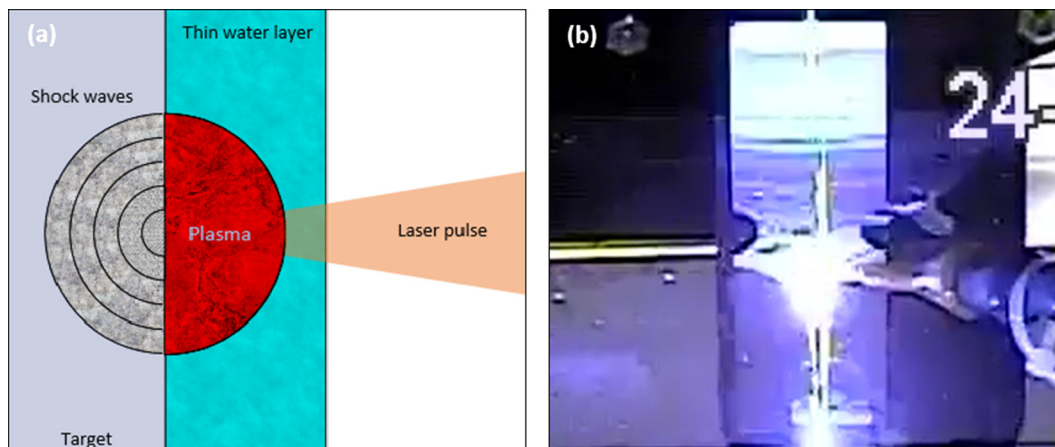 (a)
Thin water layer
Shock waves
Plasma
Laser pulse
Target
(b)
24-